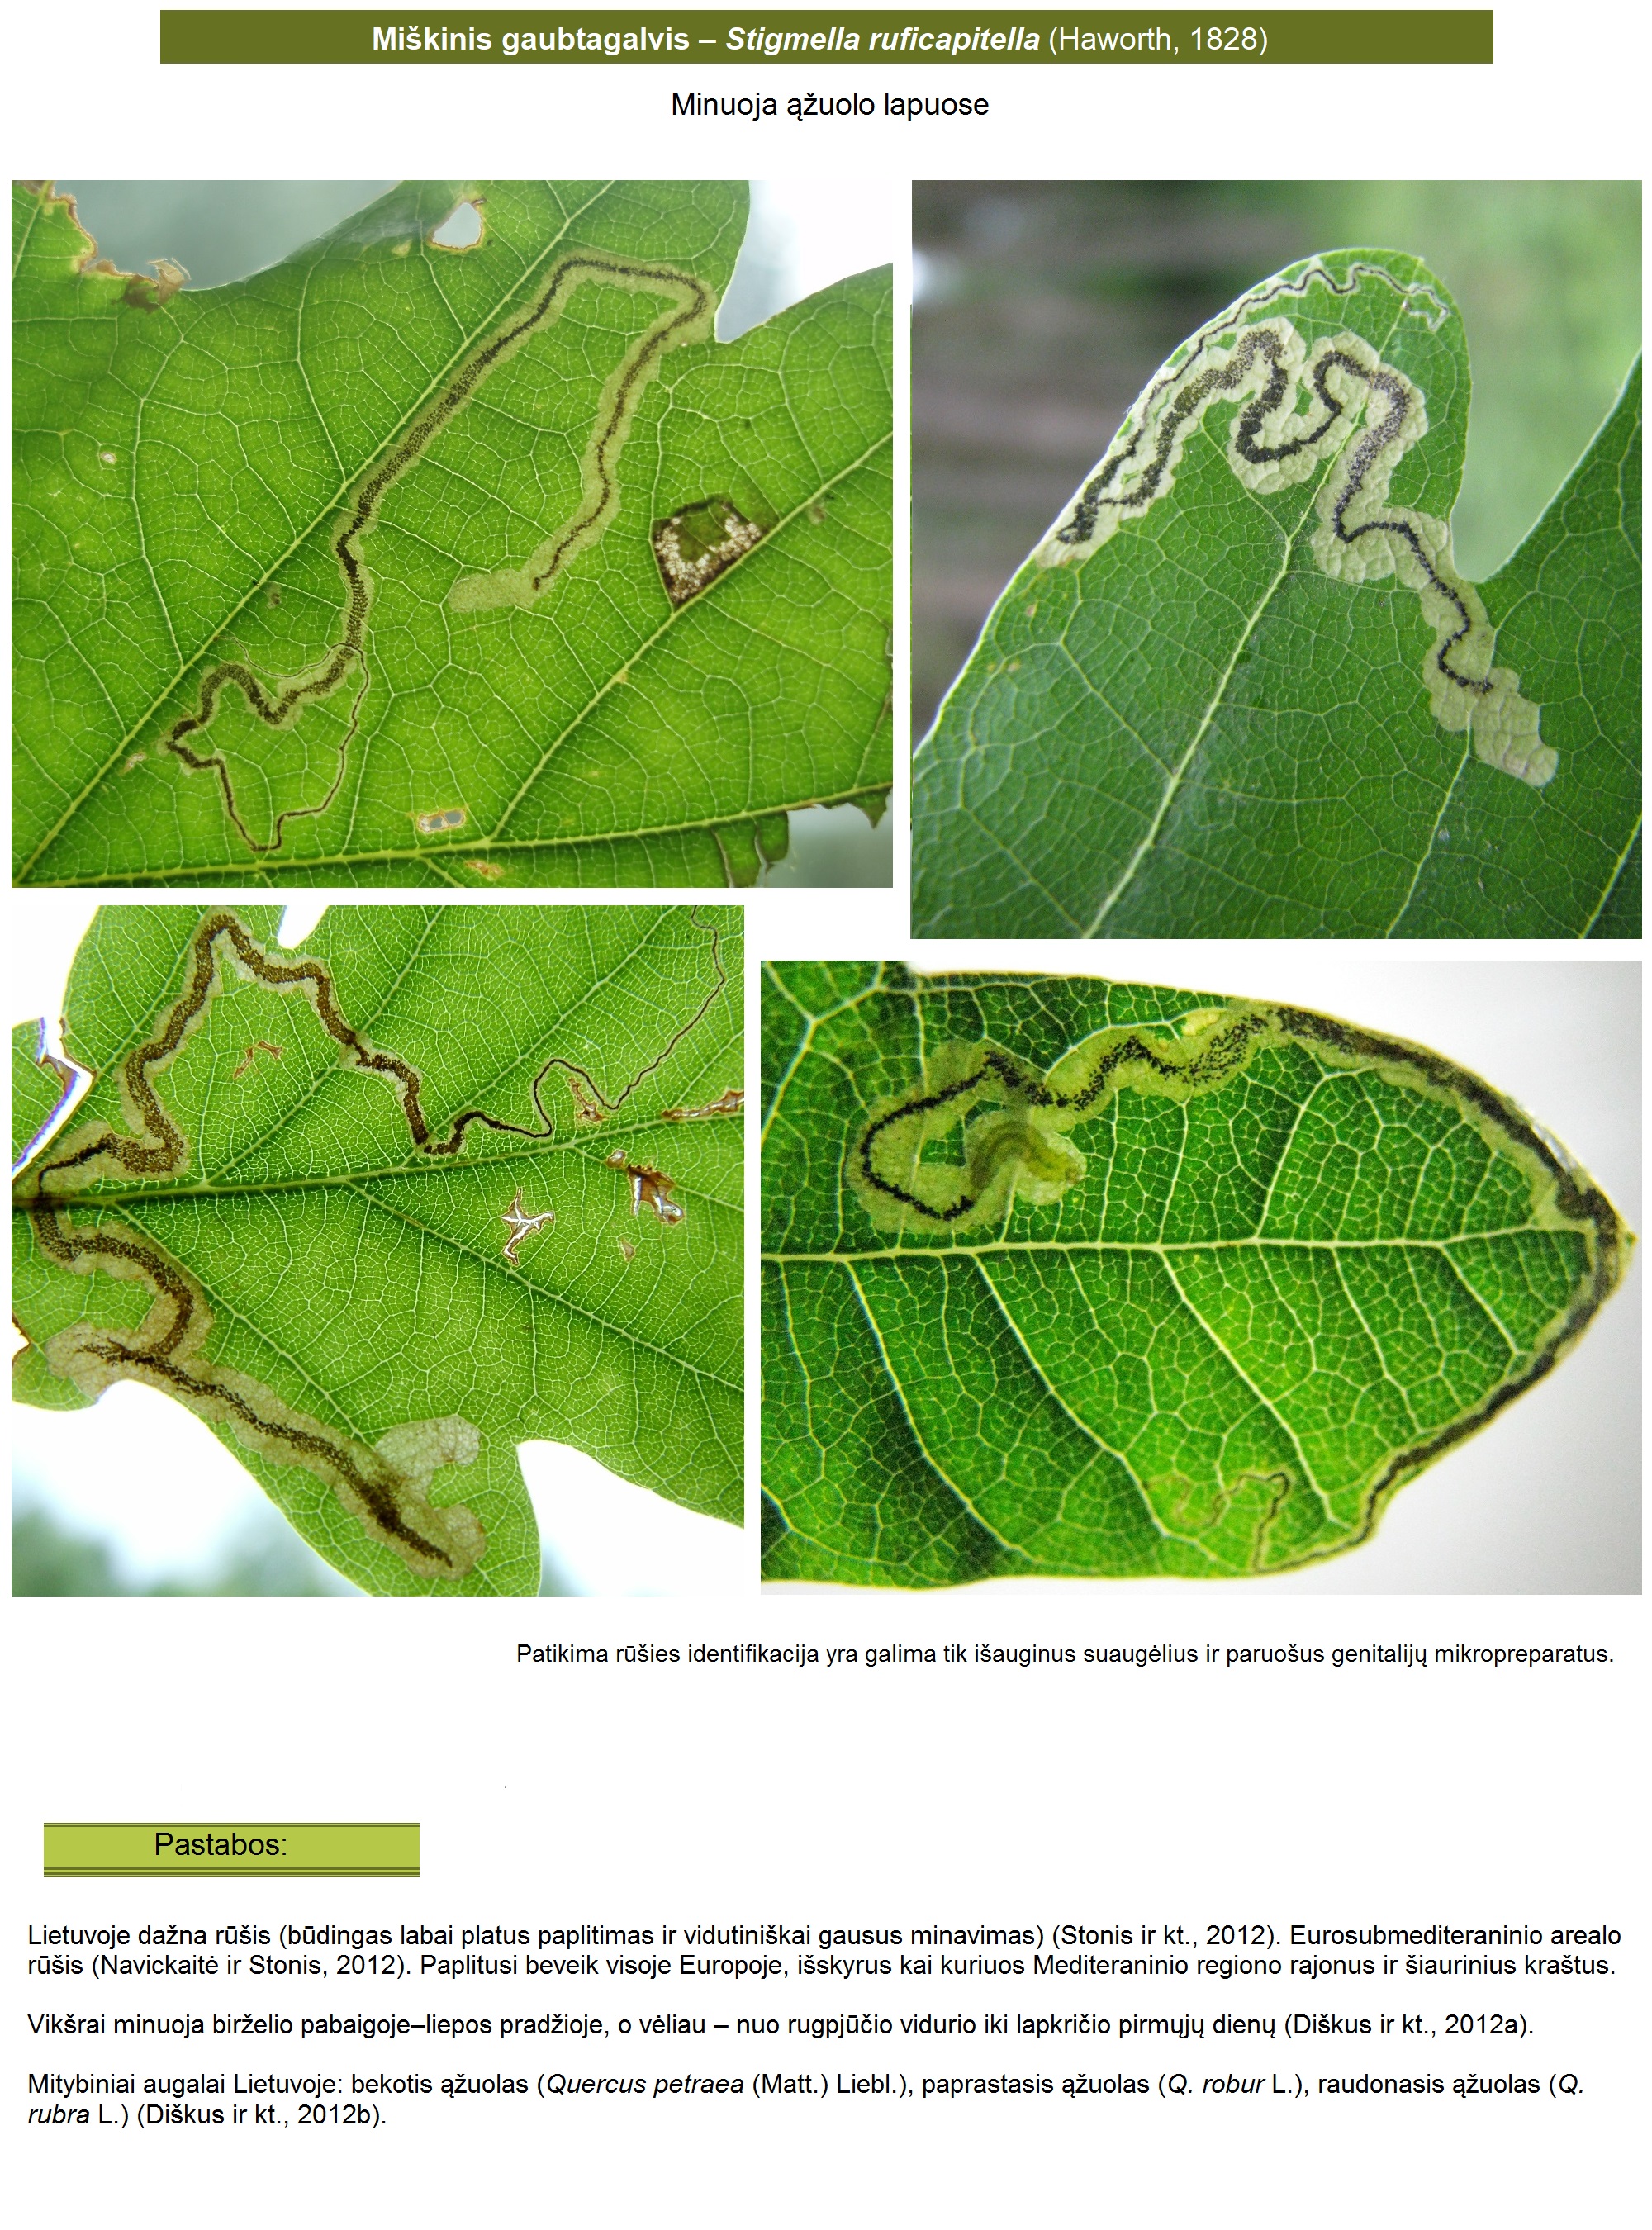 Miškinis gaubtagalvis – Stigmella ruficapitella (Haworth, 1828)
Minuoja ąžuolo lapuose
Patikima rūšies identifikacija yra galima tik išauginus suaugėlius ir paruošus genitalijų mikropreparatus.
Pastabos:
Lietuvoje dažna rūšis (būdingas labai platus paplitimas ir vidutiniškai gausus minavimas) (Stonis ir kt., 2012). Eurosubmediteraninio arealo
rūšis (Navickaitė ir Stonis, 2012). Paplitusi beveik visoje Europoje, išskyrus kai kuriuos Mediteraninio regiono rajonus ir šiaurinius kraštus.
Vikšrai minuoja birželio pabaigoje–liepos pradžioje, o vėliau – nuo rugpjūčio vidurio iki lapkričio pirmųjų dienų (Diškus ir kt., 2012a).
Mitybiniai augalai Lietuvoje: bekotis ąžuolas (Quercus petraea (Matt.) Liebl.), paprastasis ąžuolas (Q. robur L.), raudonasis ąžuolas (Q.
rubra L.) (Diškus ir kt., 2012b).